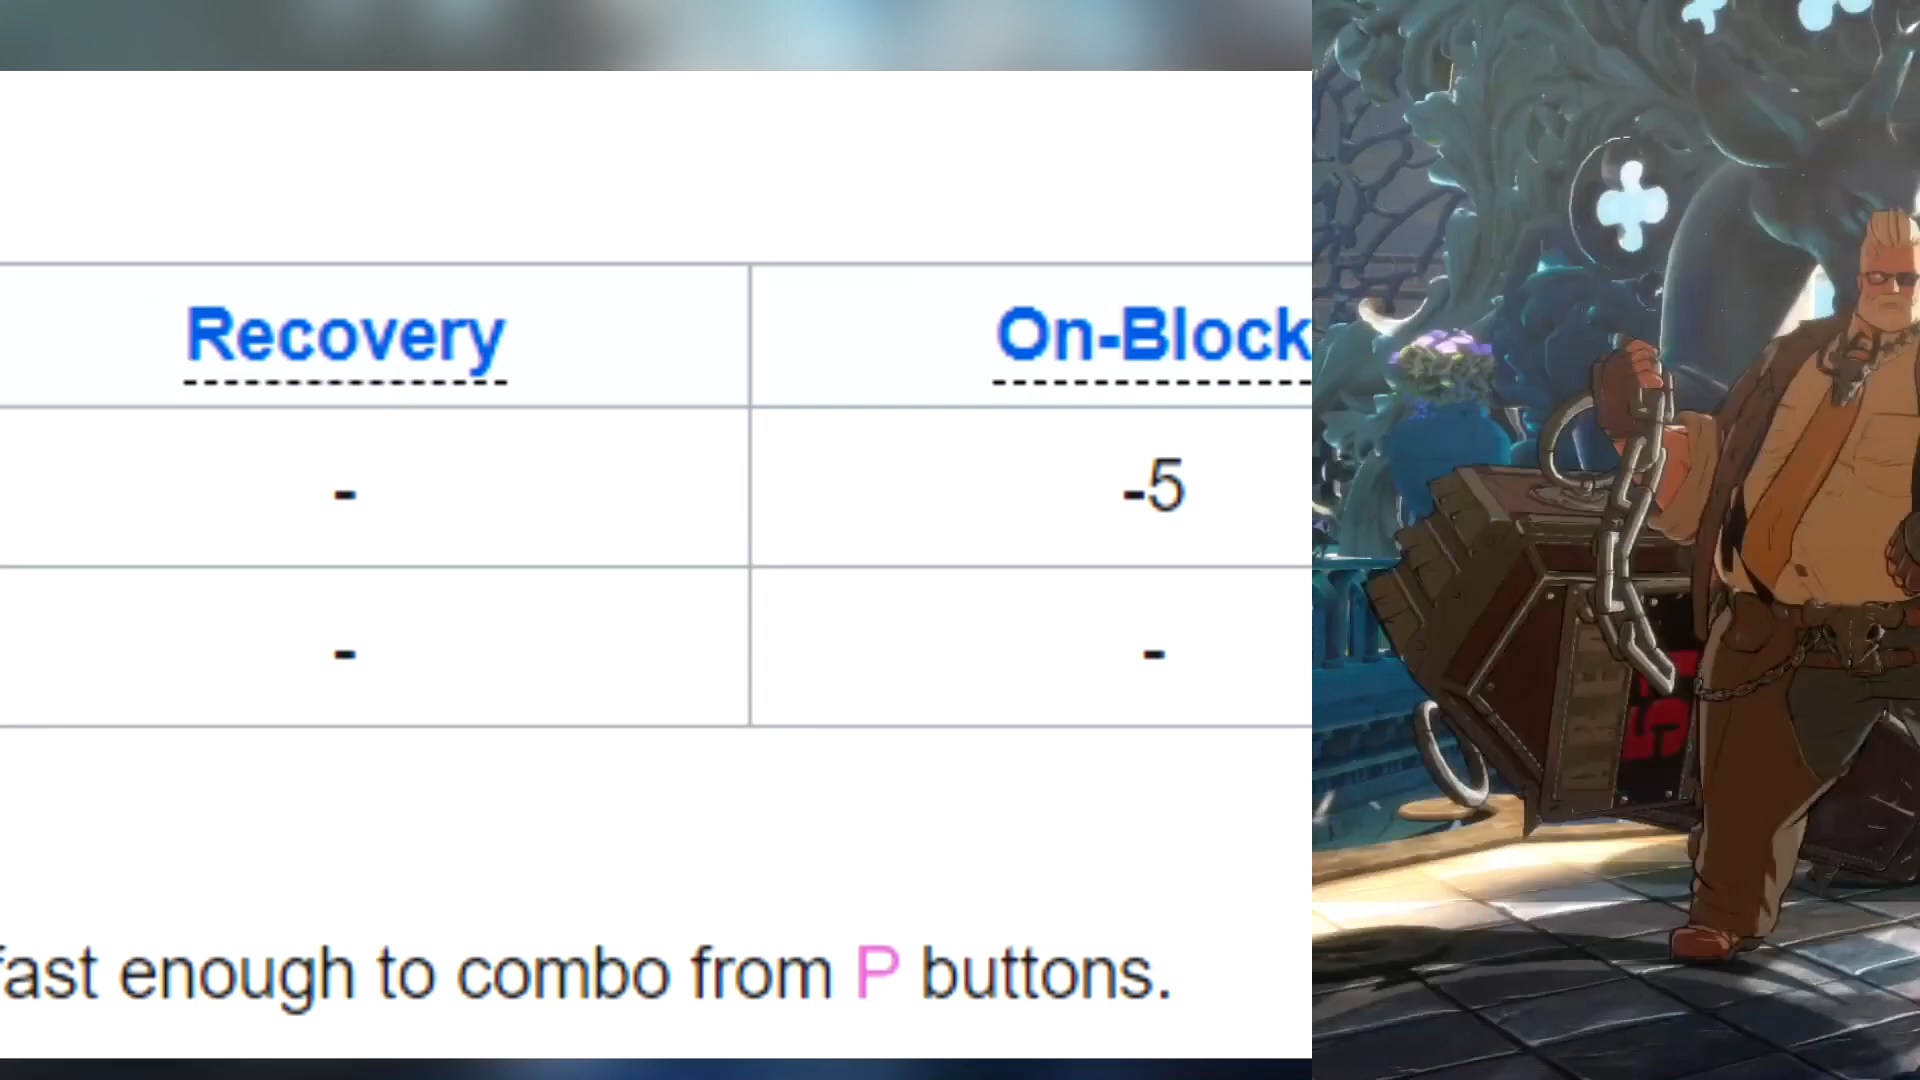 Recovery On-Block
- -5
- -
fast enough to combo from P buttons.